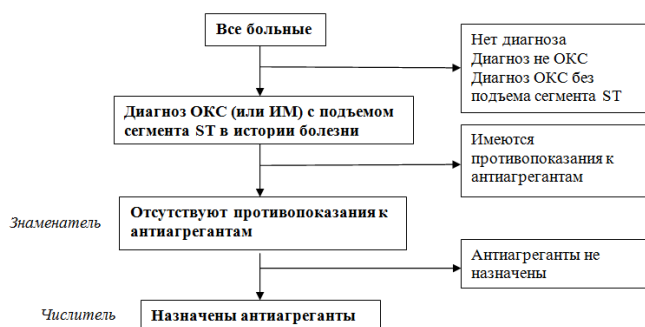 Все больные
Нет диагноза
Диагноз не ОКС
Диагноз ОКС без
подъема сегмента ST
Диагноз ОКС (или ИМ) с подъемом
сегмента ST в истории болезни
Имеются
противопоказания к
антиагрегантам
Знаменатель
Отсутствуют противопоказания к
антиагрегантам
Антиагреганты не
назначены
Числитель
Назначены антиагреганты